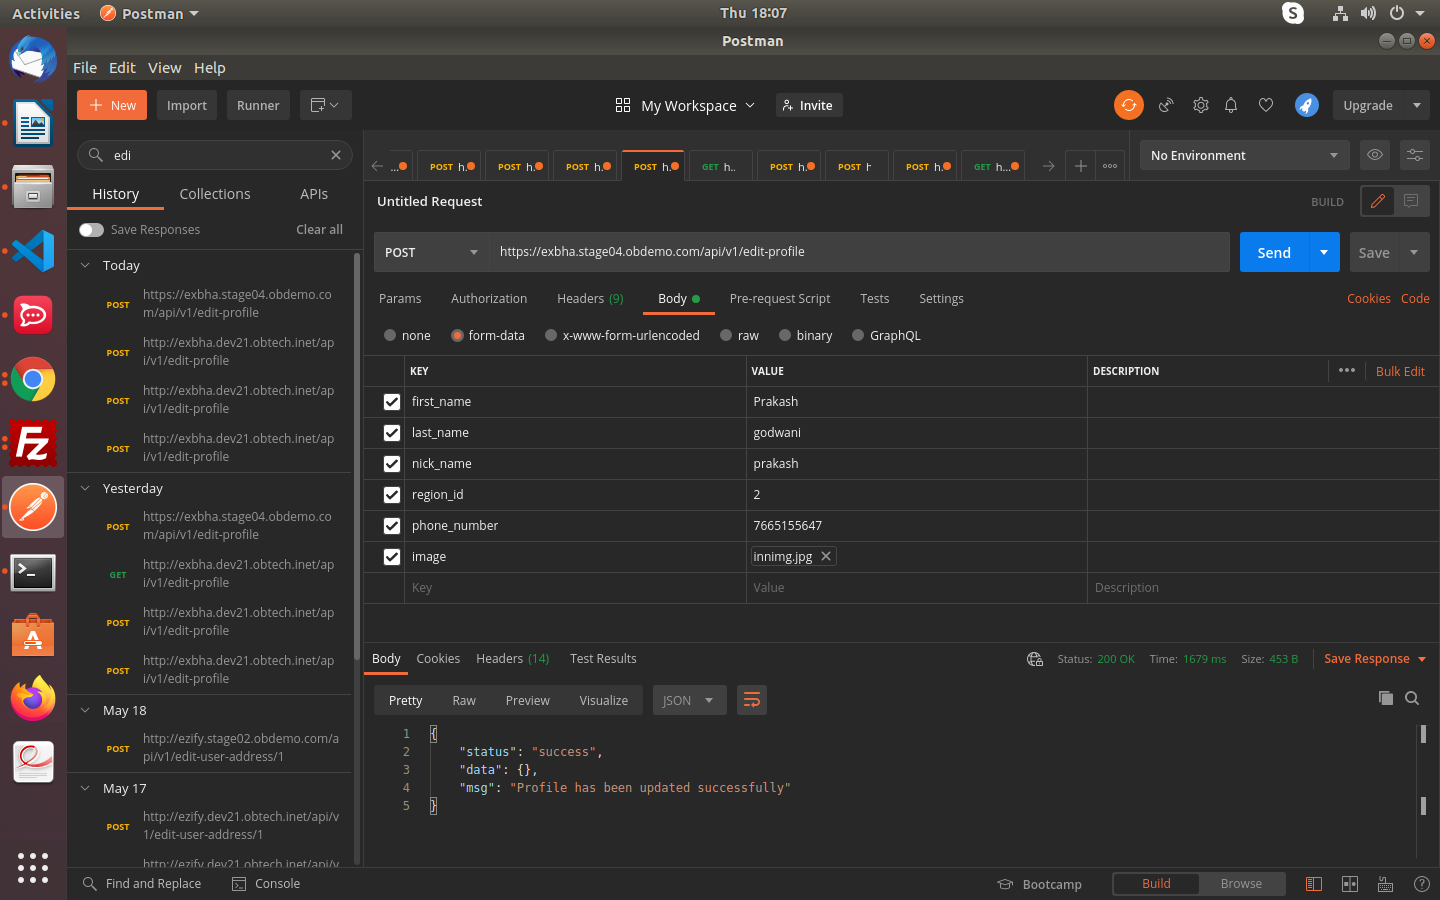 Activities Postman Thu 18:07
Postman
File Edit View Help
New Import Runner My Workspace Invite Upgrade
edi
... POST h. POST h. POST h. POST h. GET h.. POST h. POST h POST h. GET h... ...
No Environment
History Collections APIs
Untitled Request BUILD
Save Responses Clear all
POST https://exbha.stage04.obdemo.com/api/v1/edit-profile Send Save
Params Authorization Headers (9) Body Pre-request Script Tests Settings Cookies Code
none form-data x-www-form-urlencoded raw binary GraphQL
KEY VALUE DESCRIPTION ... Bulk Edit
first_name Prakash
last_name godwani
nick_name prakash
region_id 2
phone_number 7665155647
image innimg.jpg
Key Value Description
Today
POST https://exbha.stage04.obdemo.co
m/api/v1/edit-profile
POST http://exbha.dev21.obtech.inet/ap
i/v1/edit-profile
POST http://exbha.dev21.obtech.inet/ap
i/v1/edit-profile
POST http://exbha.dev21.obtech.inet/ap
i/v1/edit-profile
Yesterday
POST https://exbha.stage04.obdemo.co
m/api/v1/edit-profile
GET http://exbha.dev21.obtech.inet/ap
i/v1/edit-profile
POST http://exbha.dev21.obtech.inet/ap
i/v1/edit-profile
POST http://exbha.dev21.obtech.inet/ap
i/v1/edit-profile
May 18
POST http://ezify.stage02.obdemo.com/a
pi/v1/edit-user-address/1
May 17
POST http://ezify.dev21.obtech.inet/api/v
1/edit-user-address/1
http://ezify.dev21.obtech.inet/api/v
Body Cookies Headers (14) Test Results Status: 200 OK Time: 1679 ms Size: 453 B Save Response
Pretty Raw Preview Visualize JSON
1 {
2 "status": "success",
3 "data": {},
4 "msg": "Profile has been updated successfully"
5 }
Find and Replace Console Bootcamp Build Browse